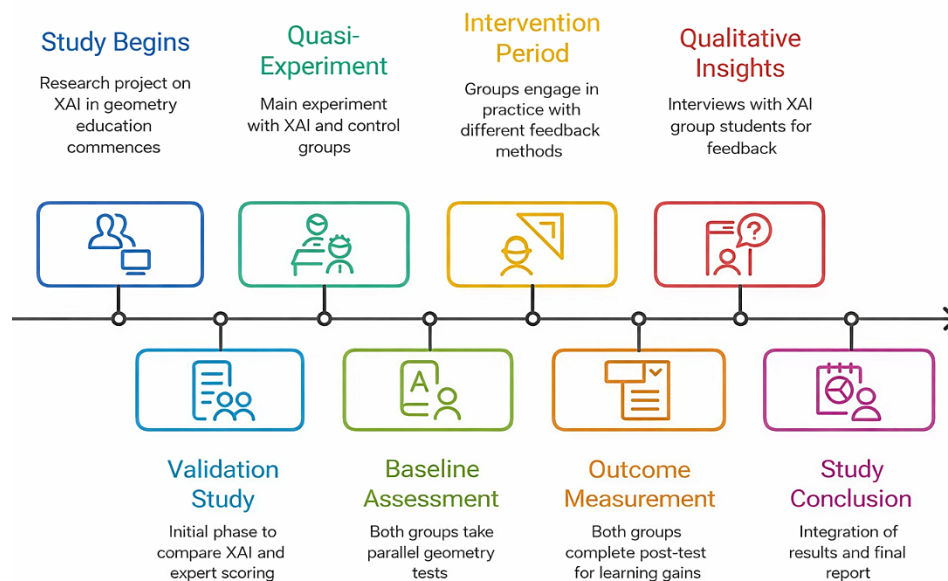 Study Begins
Research project on
XAI in geometry
education
commences
Quasi-
Experiment
Main experiment
with XAI and control
groups
Intervention
Period
Groups engage in
practice with
different feedback
methods
Qualitative
Insights
Interviews with XAI
group students for
feedback
?
A
Validation
Study
Initial phase to
compare XAI and
expert scoring
Baseline
Assessment
Both groups take
parallel geometry
tests
Outcome
Measurement
Both groups
complete post-test
for learning gains
Study
Conclusion
Integration of
results and final
report